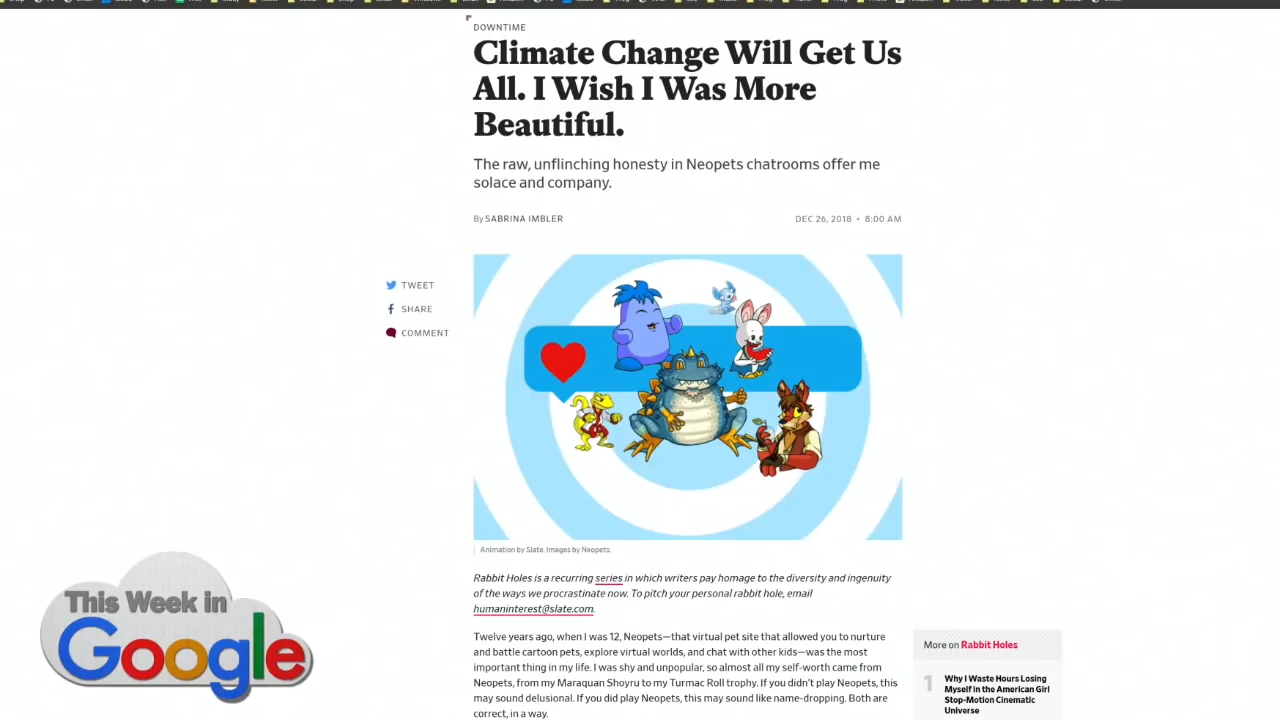 DOWNTIME
Climate Change Will Get Us
All. I Wish I Was More
Beautiful.
The raw, unflinching honesty in Neopets chatrooms offer me
solace and company.
By SABRINA IMBLER
DEC 26, 2018 • 8:00 AM
TWEET
SHARE
COMMENT
Animation by Slate. Images by Neopets.
Rabbit Holes is a recurring series in which writers pay homage to the diversity and ingenuity
of the ways we procrastinate now. To pitch your personal rabbit hole, email
humaninterest@slate.com.
Twelve years ago, when I was 12, Neopets—that virtual pet site that allowed you to nurture
and battle cartoon pets, explore virtual worlds, and chat with other kids—was the most
important thing in my life. I was shy and unpopular, so almost all my self-worth came from
Neopets, from my Maraquan Shoyru to my Turmac Roll trophy. If you didn't play Neopets, this
may sound delusional. If you did play Neopets, this may sound like name-dropping. Both are
correct, in a way.
More on Rabbit Holes
1
Why I Waste Hours Losing
Myself in the American Girl
Stop-Motion Cinematic
Universe
This Week in
Google